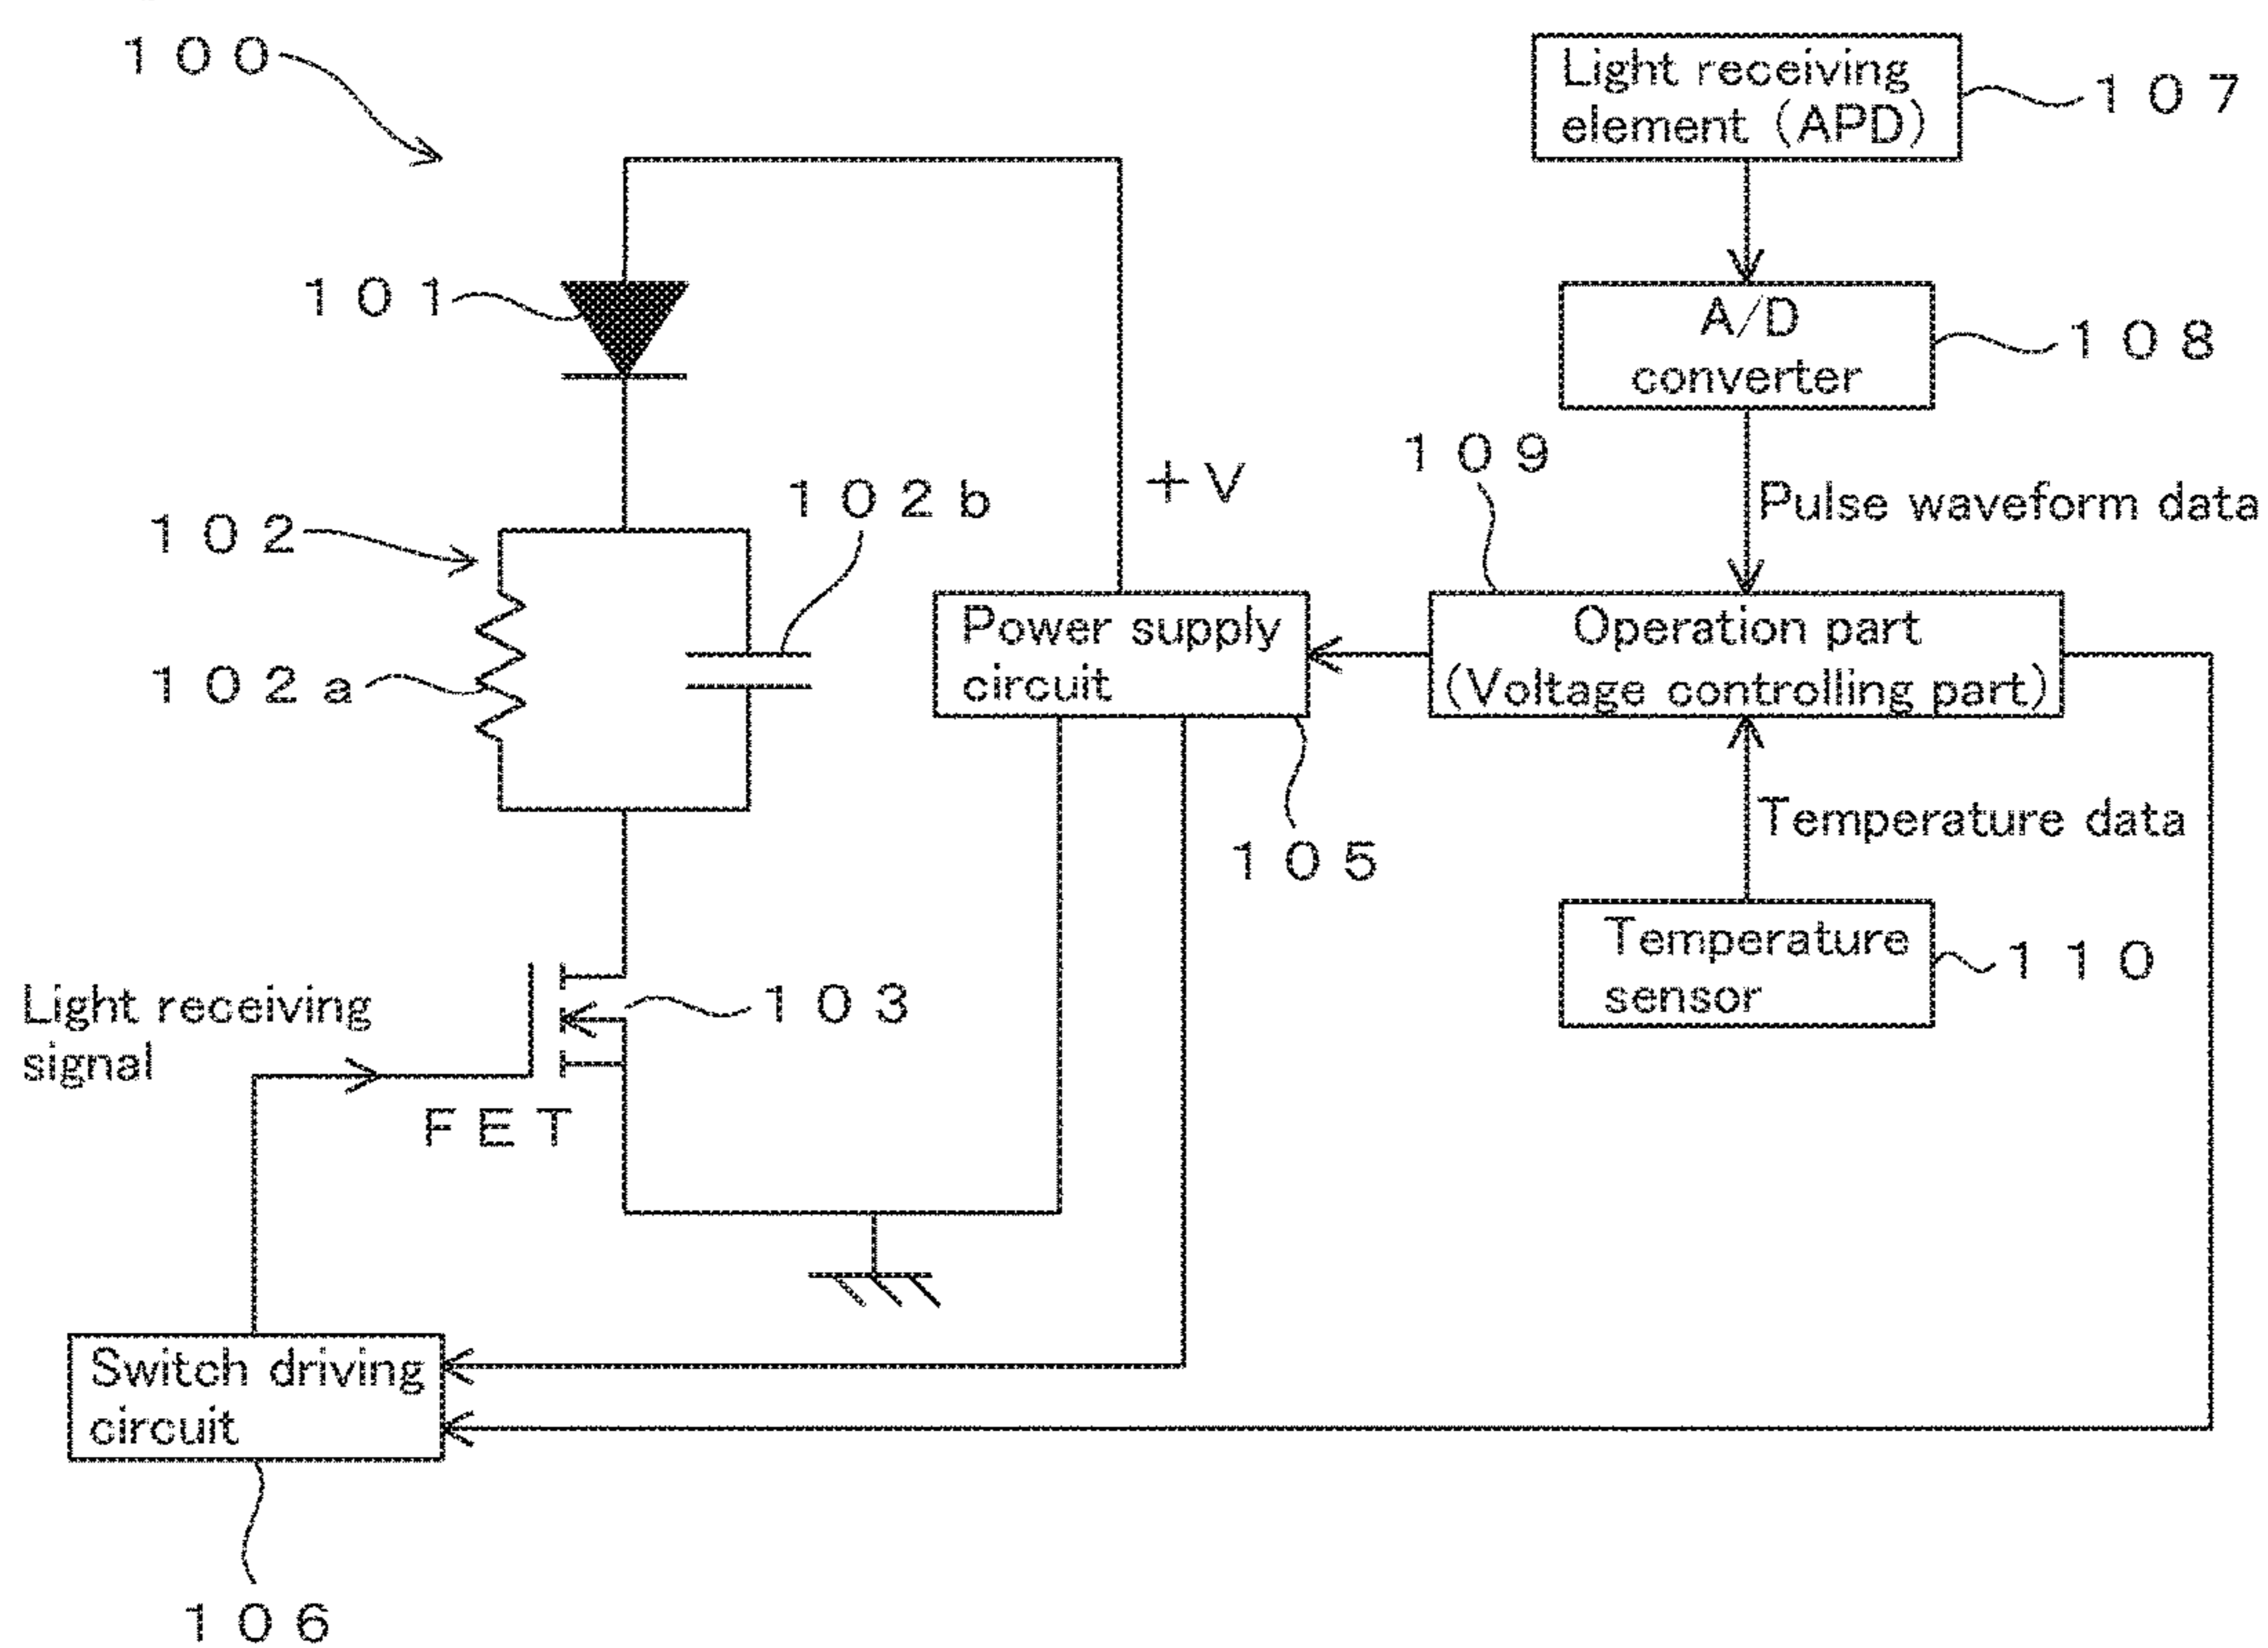 100
Light receiving
element (APD)
107
101
A/D
converter
108
109
+V
102b
Pulse waveform data
102
Power supply
circuit
Operation part
(Voltage controlling part)
102a
105
Temperature data
Temperature
sensor
110
103
Light receiving
signal
FET
Switch driving
circuit
106